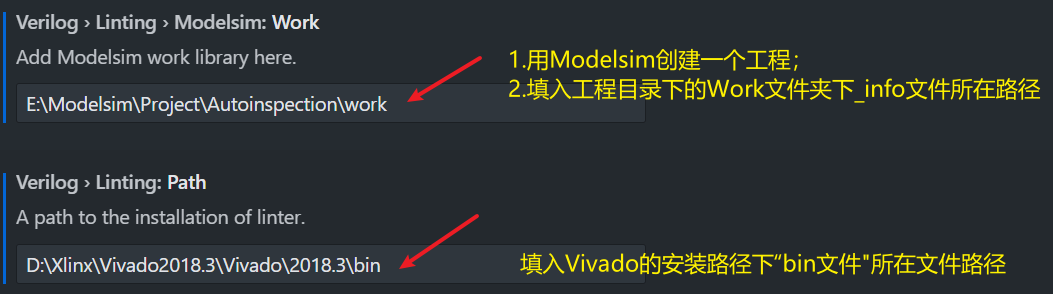 Verilog › Linting › Modelsim: Work
Add Modelsim work library here.
1.用Modelsim创建一个工程；
2.填入工程目录下的Work文件夹下_info文件所在路径
E:\Modelsim\Project\Autoinspection\work
Verilog › Linting: Path
A path to the installation of linter.
D:\Xlinx\Vivado2018.3\Vivado\2018.3\bin
填入Vivado的安装路径下“bin文件"所在文件路径